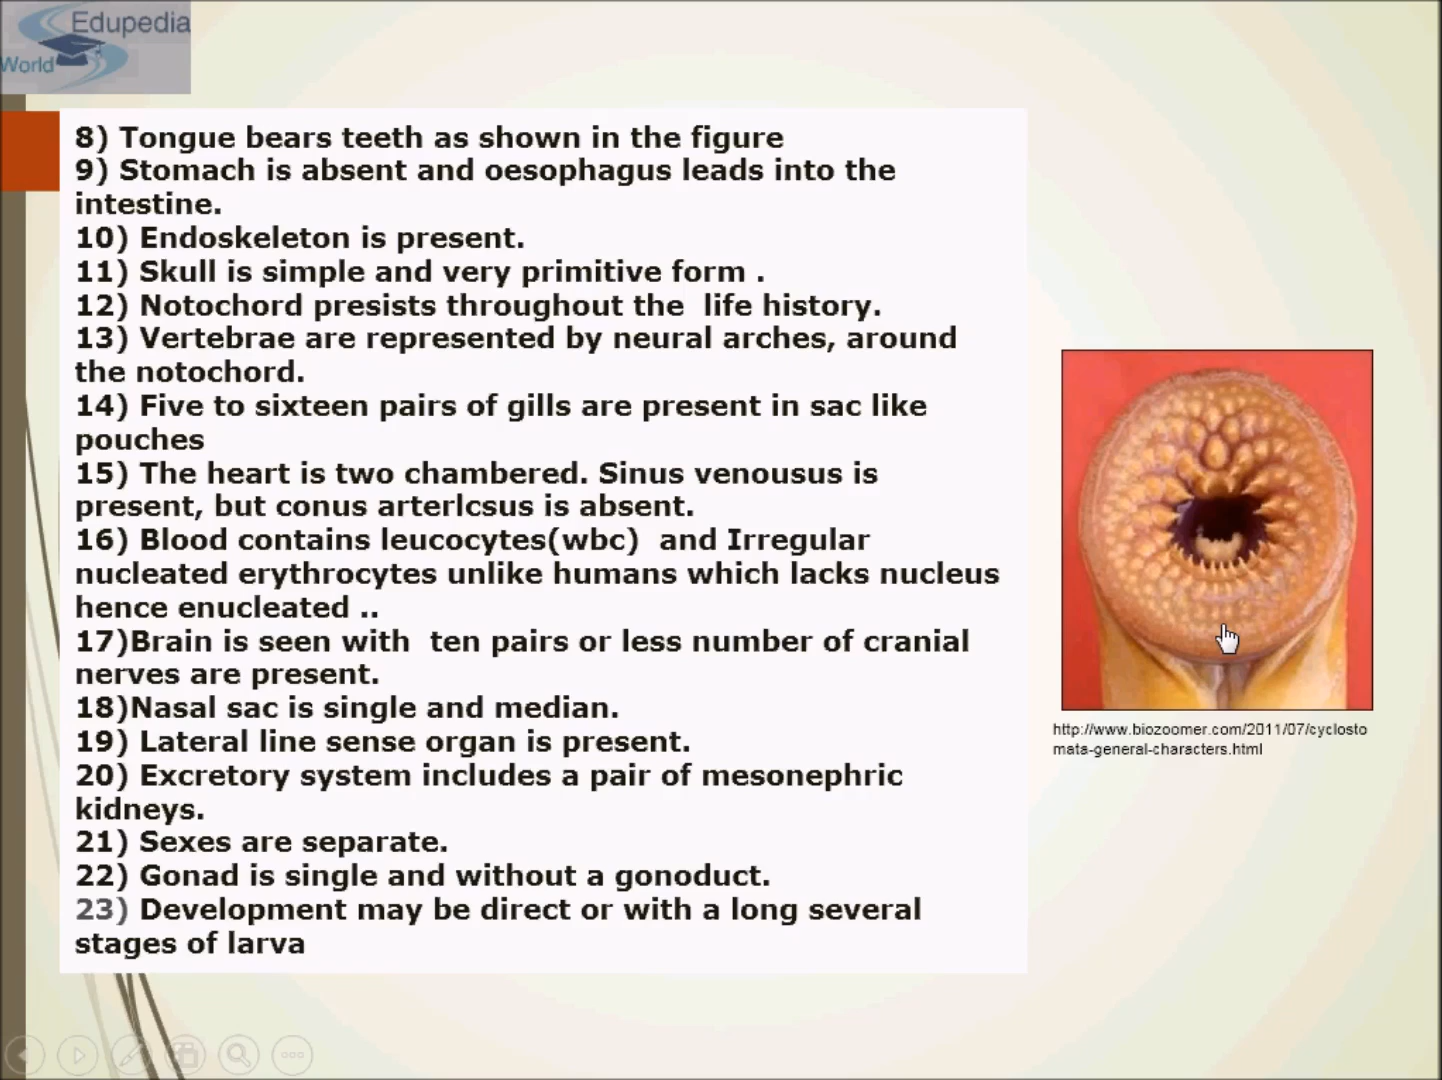 Edupedia
World
8) Tongue bears teeth as shown in the figure
9) Stomach is absent and oesophagus leads into the
intestine.
10) Endoskeleton is present.
11) Skull is simple and very primitive form .
12) Notochord presists throughout the  life history.
13) Vertebrae are represented by neural arches, around
the notochord.
14) Five to sixteen pairs of gills are present in sac like
pouches
15) The heart is two chambered. Sinus venousus is
present, but conus arterlcsus is absent.
16) Blood contains leucocytes(wbc)  and Irregular
nucleated erythrocytes unlike humans which lacks nucleus
hence enucleated ..
17)Brain is seen with  ten pairs or less number of cranial
nerves are present.
18)Nasal sac is single and median.
19) Lateral line sense organ is present.
20) Excretory system includes a pair of mesonephric
kidneys.
21) Sexes are separate.
22) Gonad is single and without a gonoduct.
23) Development may be direct or with a long several
stages of larva
http://www.biozoomer.com/2011/07/cyclosto
mata-general-characters.html